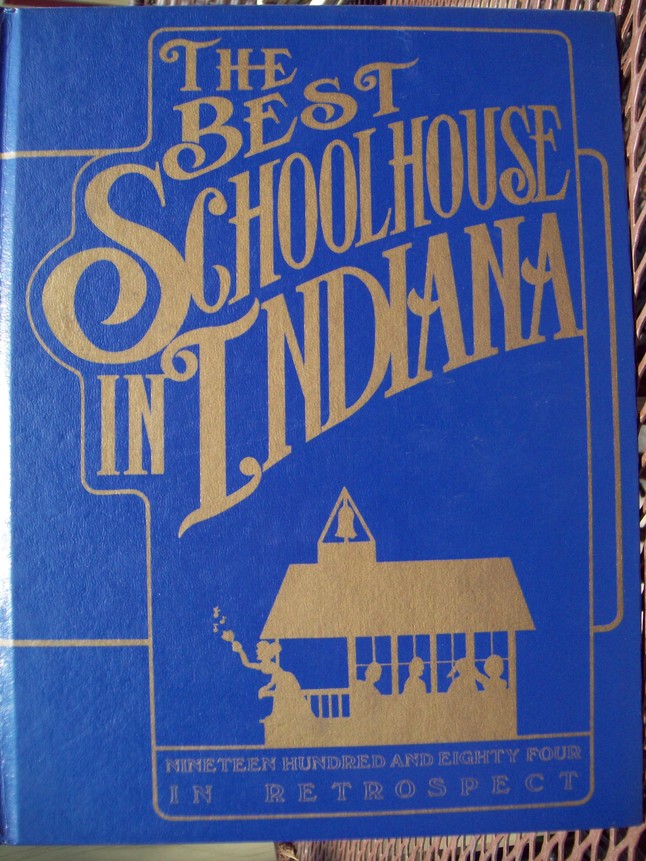 THE
BEST
SCHOOLHOUSE
IN INDIANA
NINETEEN HUNDRED AND EIGHTY FOUR
IN RETROSPECT